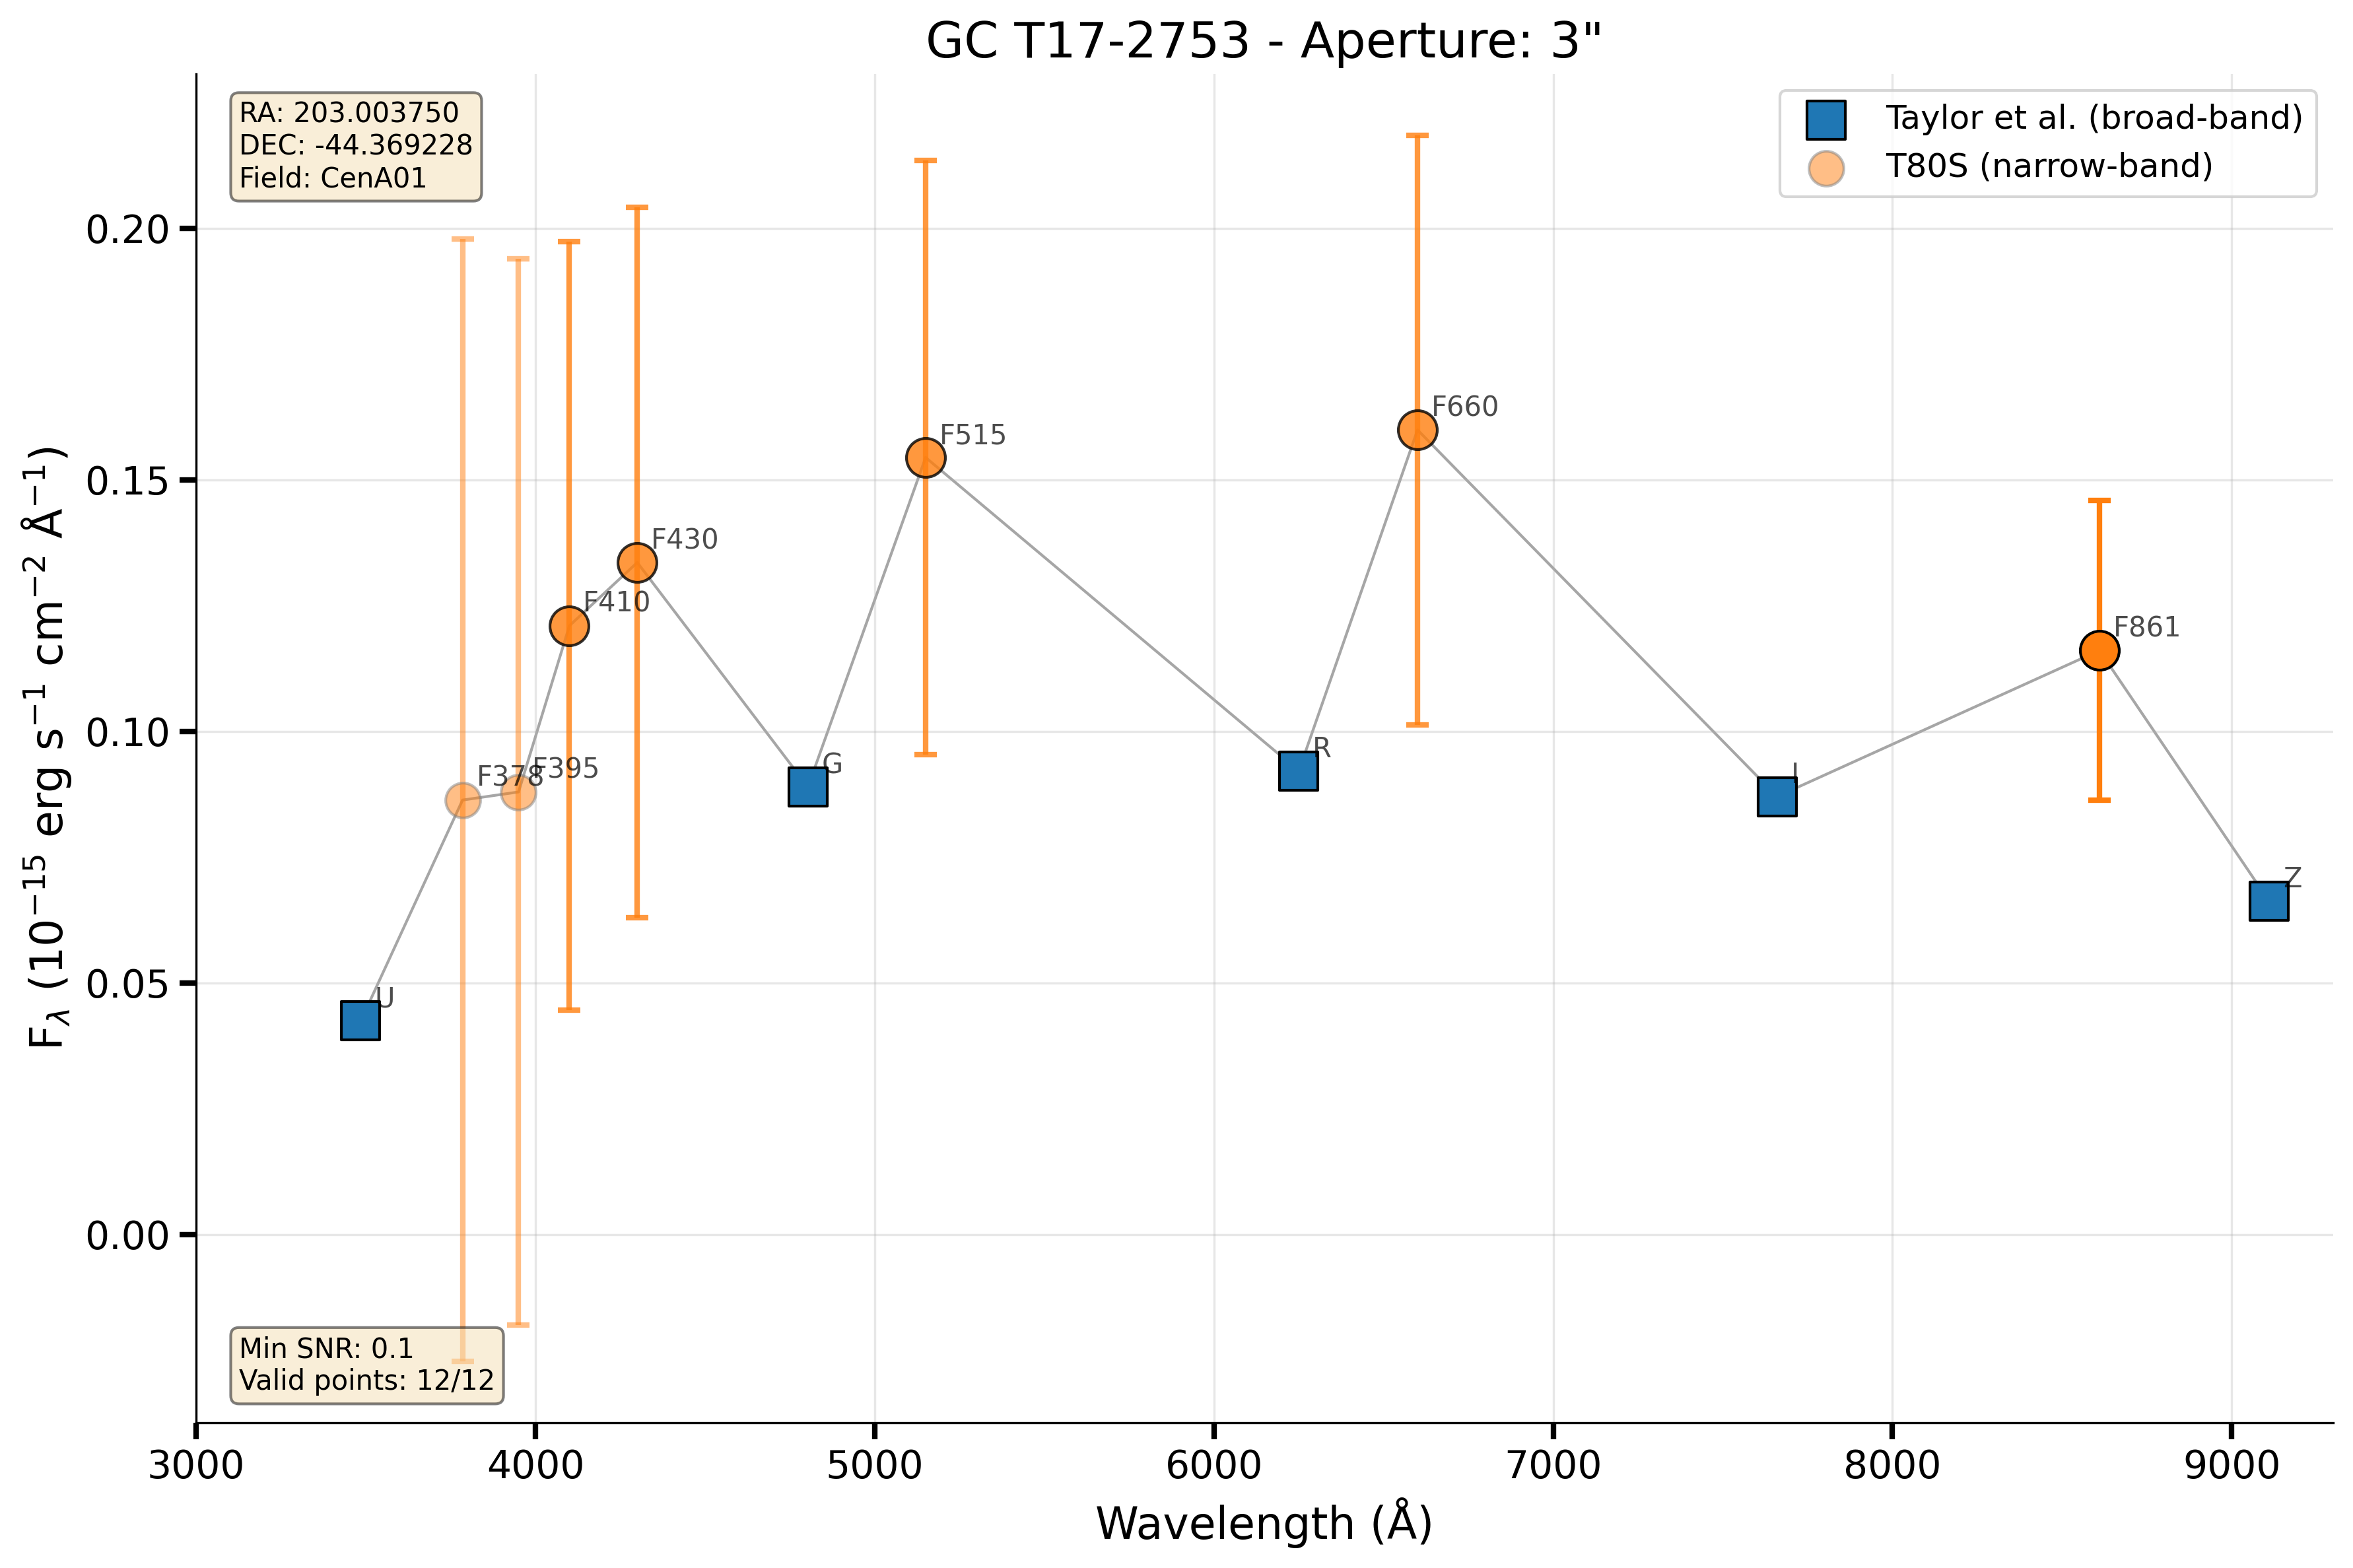 GC T17-2753 - Aperture: 3"
RA: 203.003750
DEC: -44.369228
Field: CenA01
Taylor et al. (broad-band)
T80S (narrow-band)
F660
F515
F430
F410
F861
F378
F395
G
R
I
Z
U
0.20
0.15
0.10
0.05
0.00
F_λ (10⁻¹⁵ erg s⁻¹ cm⁻² Å⁻¹)
Min SNR: 0.1
Valid points: 12/12
3000 4000 5000 6000 7000 8000 9000
Wavelength (Å)